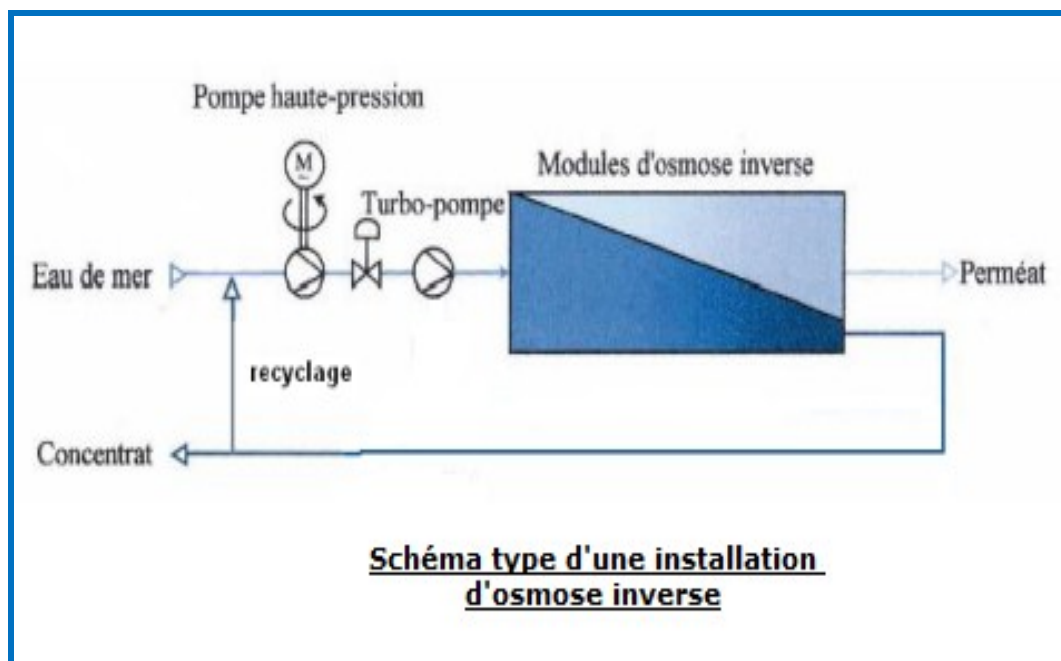 Pompe haute-pression
M
Modules d'osmose inverse
Turbo-pompe
Eau de mer
Perméat
recyclage
Concentrat
Schéma type d'une installation
d'osmose inverse